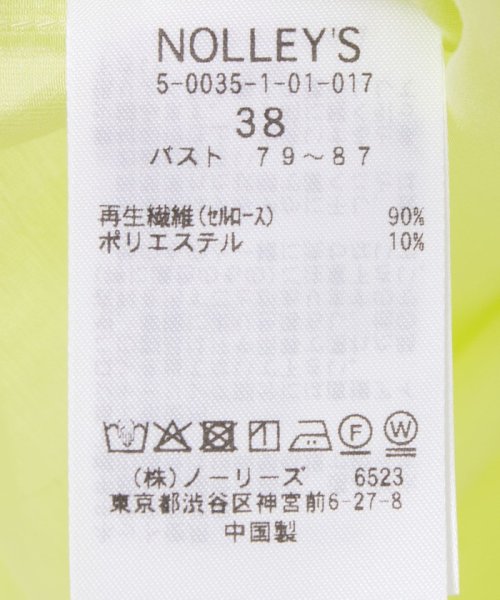 NOLLEY'S
5-0035-1-01-017
38
バスト 79～87
再生繊維(セルロース) 90%
ポリエステル 10%
F W
(株)ノーリーズ 6523
東京都渋谷区神宮前6-27-8
中国製